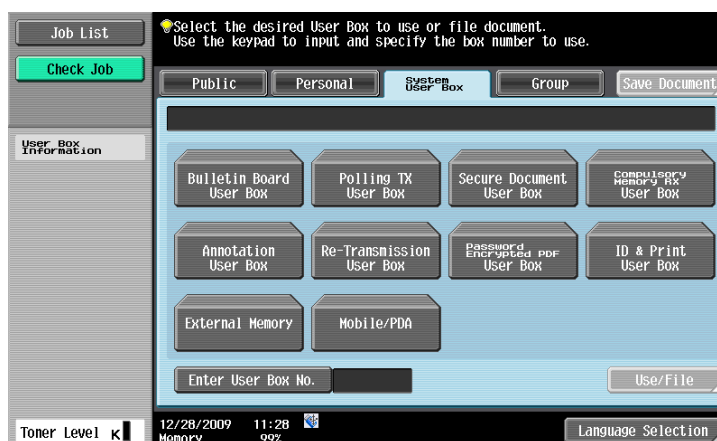 Job List
Check Job
Select the desired User Box to use or file document.
Use the keypad to input and specify the box number to use.
Public
Personal
System
User Box
Group
Save Document
User Box
Information
Bulletin Board
User Box
Polling TX
User Box
Secure Document
User Box
Compulsory
Memory RX
User Box
Annotation
User Box
Re-Transmission
User Box
Password
Encrypted PDF
User Box
ID & Print
User Box
External Memory
Mobile/PDA
Enter User Box No.
Use/File
Toner Level K
12/28/2009 11:28
Memory 99%
Language Selection